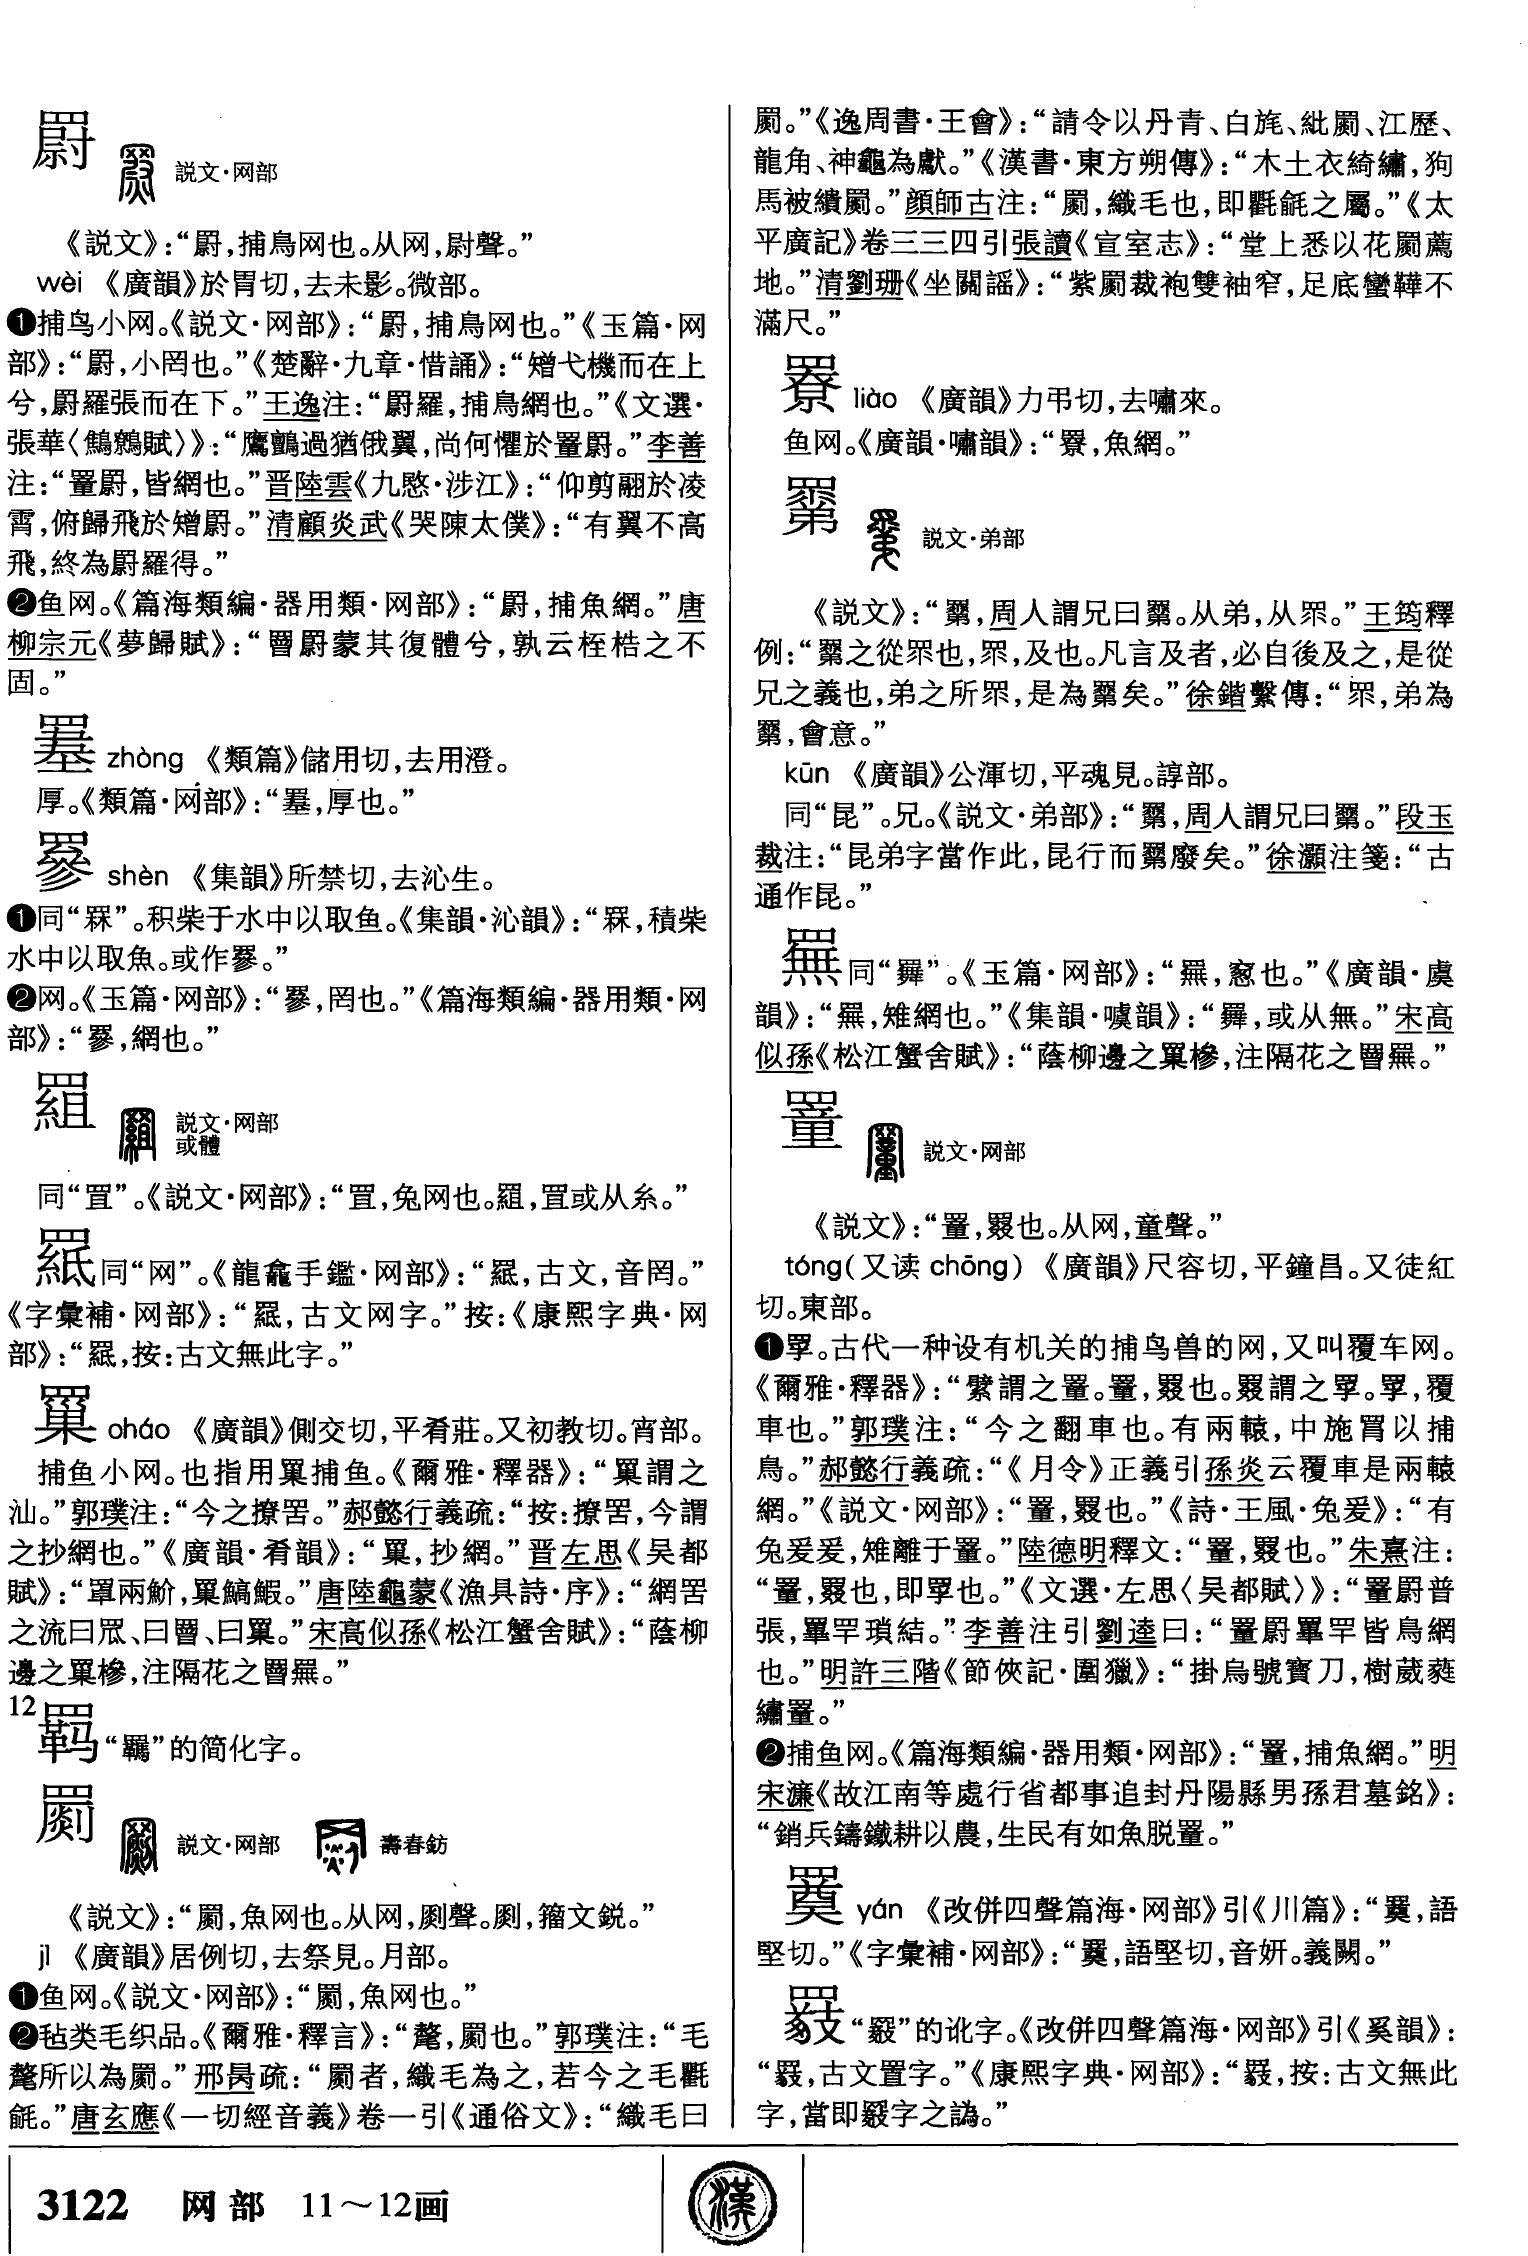 罻 説文·网部
《説文》：“罻，捕鳥网也。从网，尉聲。”
wèi 《廣韻》於胃切，去未影。微部。
❶捕鸟小网。《説文·网部》：“罻，捕鳥网也。”《玉篇·网
部》：“罻，小罔也。”《楚辭·九章·惜誦》：“矰弋機而在上
兮，罻羅張而在下。”王逸注：“罻羅，捕鳥網也。”《文選·
張華〈鷦鷯賦〉》：“鷹鸇過猶俄翼，尚何懼於罿罻。”李善
注：“罿罻，皆網也。”晋陸雲《九愍·涉江》：“仰剪翮於凌
霄，俯歸飛於矰罻。”清顧炎武《哭陳太僕》：“有翼不高
飛，終為罻羅得。”
❷鱼网。《篇海類編·器用類·网部》：“罻，捕魚網。”唐
柳宗元《夢歸賦》：“罾罻蒙其復體兮，孰云桎梏之不
固。”
zhòng 《類篇》儲用切，去用澄。
厚。《類篇·网部》：“，厚也。”
罧 shèn 《集韻》所禁切，去沁生。
❶同“罧”。积柴于水中以取鱼。《集韻·沁韻》：“罧，積柴
水中以取魚。或作。”
❷网。《玉篇·网部》：“，罔也。”《篇海類編·器用類·网
部》：“，網也。”
説文·网部
或體
同“罝”。《説文·网部》：“罝，兔网也。，罝或从糸。”
同“网”。《龍龕手鑑·网部》：“，古文，音罔。”
《字彙補·网部》：“，古文网字。”按：《康熙字典·网
部》：“，按：古文無此字。”
罺 cháo 《廣韻》側交切，平肴莊。又初教切。宵部。
捕鱼小网。也指用罺捕鱼。《爾雅·釋器》：“罺謂之
汕。”郭璞注：“今之撩罟。”郝懿行義疏：“按：撩罟，今謂
之抄網也。”《廣韻·肴韻》：“罺，抄網。”晋左思《吴都
賦》：“罩兩魪，罺鰝鰕。”唐陸龜蒙《漁具詩·序》：“網罟
之流曰罛、曰罾、曰罺。”宋高似孫《松江蟹舍賦》：“蔭柳
邊之罺槮，注隔花之罾。”
12
羁 “羈”的简化字。
罽 説文·网部 壽春鈁
《説文》：“罽，魚网也。从网，𠛱聲。𠛱，籀文鋭。”
jì 《廣韻》居例切，去祭見。月部。
❶鱼网。《説文·网部》：“罽，魚网也。”
❷毡类毛织品。《爾雅·釋言》：“氂，罽也。”郭璞注：“毛
氂所以為罽。”邢昺疏：“罽者，織毛為之，若今之毛氍
毹。”唐玄應《一切經音義》卷一引《通俗文》：“織毛曰
罽。”《逸周書·王會》：“請令以丹青、白旄、紕罽、江歷、
龍角、神龜為獻。”《漢書·東方朔傳》：“木土衣綺繡，狗
馬被繢罽。”顔師古注：“罽，織毛也，即氍毹之屬。”《太
平廣記》卷三三四引張讀《宣室志》：“堂上悉以花罽薦
地。”清劉珊《坐關謡》：“紫罽裁袍雙袖窄，足底蠻鞾不
滿尺。”
liào 《廣韻》力弔切，去嘯來。
鱼网。《廣韻·嘯韻》：“，魚網。”
説文·弟部
《説文》：“，周人謂兄曰。从弟，从眔。”王筠釋
例：“之從眔也，眔，及也。凡言及者，必自後及之，是從
兄之義也，弟之所眔，是為矣。”徐鍇繫傳：“眔，弟為
，會意。”
kūn 《廣韻》公渾切，平魂見。諄部。
同“昆”。兄。《説文·弟部》：“，周人謂兄曰。”段玉
裁注：“昆弟字當作此，昆行而廢矣。”徐灝注箋：“古
通作昆。”
同“”。《玉篇·网部》：“，窻也。”《廣韻·虞
韻》：“，雉網也。”《集韻·噳韻》：“，或从無。”宋高
似孫《松江蟹舍賦》：“蔭柳邊之罺槮，注隔花之罾。”
罿 説文·网部
《説文》：“罿，罬也。从网，童聲。”
tóng(又读 chōng) 《廣韻》尺容切，平鐘昌。又徒紅
切。東部。
❶罦。古代一种设有机关的捕鸟兽的网，又叫覆车网。
《爾雅·釋器》：“繴謂之罿。罿，罬也。罬謂之罦。罦，覆
車也。”郭璞注：“今之翻車也。有兩轅，中施罥以捕
鳥。”郝懿行義疏：“《月令》正義引孫炎云覆車是兩轅
網。”《説文·网部》：“罿，罬也。”《詩·王風·兔爰》：“有
兔爰爰，雉離于罿。”陸德明釋文：“罿，罬也。”朱熹注：
“罿，罬也，即罦也。”《文選·左思〈吴都賦〉》：“罿罻普
張，罼罕瑣結。”李善注引劉逵曰：“罿罻罼罕皆鳥網
也。”明許三階《節俠記·圍獵》：“掛烏號寶刀，樹葳蕤
繡罿。”
❷捕鱼网。《篇海類編·器用類·网部》：“罿，捕魚網。”明
宋濂《故江南等處行省都事追封丹陽縣男孫君墓銘》：
“銷兵鑄鐵耕以農，生民有如魚脱罿。”
yán 《改併四聲篇海·网部》引《川篇》：“，語
堅切。”《字彙補·网部》：“，語堅切，音妍。義闕。”
“”的讹字。《改併四聲篇海·网部》引《奚韻》：
“，古文置字。”《康熙字典·网部》：“，按：古文無此
字，當即字之譌。”
3122 网部 11～12画
漢